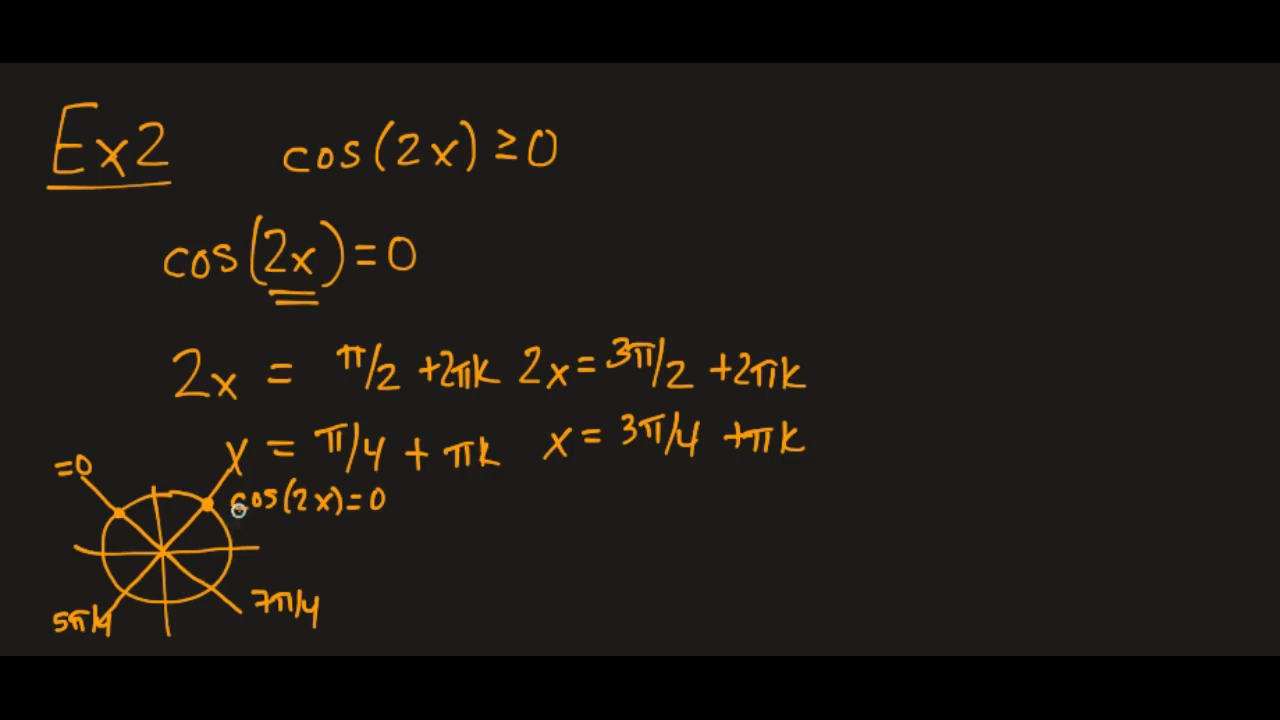 Ex2 cos(2x) ≥ 0
cos(2x) = 0
2x = π/2 + 2πk 2x = 3π/2 + 2πk
x = π/4 + πk x = 3π/4 + πk
=0
cos(2x) = 0
5π/4 7π/4